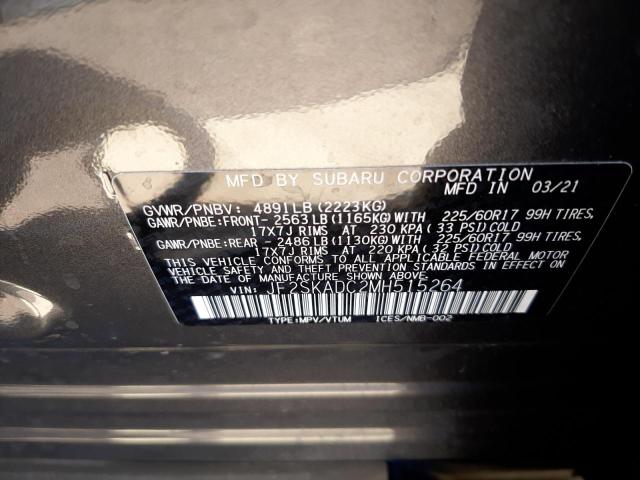 MFD BY SUBARU CORPORATION
MFD IN 03/21
GVWR/PNBV: 4891LB (2223KG)
GAWR/PNBE: FRONT- 2563LB (1165KG) WITH 225/60R17 99H TIRES,
17X7J RIMS AT 230 KPA (33 PSI) COLD
GAWR/PNBE: REAR - 2486LB (1130KG) WITH 225/60R17 99H TIRES,
17X7J RIMS AT 220 KPA (32 PSI) COLD
THIS VEHICLE CONFORMS TO ALL APPLICABLE FEDERAL MOTOR
VEHICLE SAFETY AND THEFT PREVENTION STANDARDS IN EFFECT
ON THE DATE OF MANUFACTURE SHOWN ABOVE.
VIN: JF2SKADC2MH515264
TYPE: MPV/VTUM ICES/NMB-002